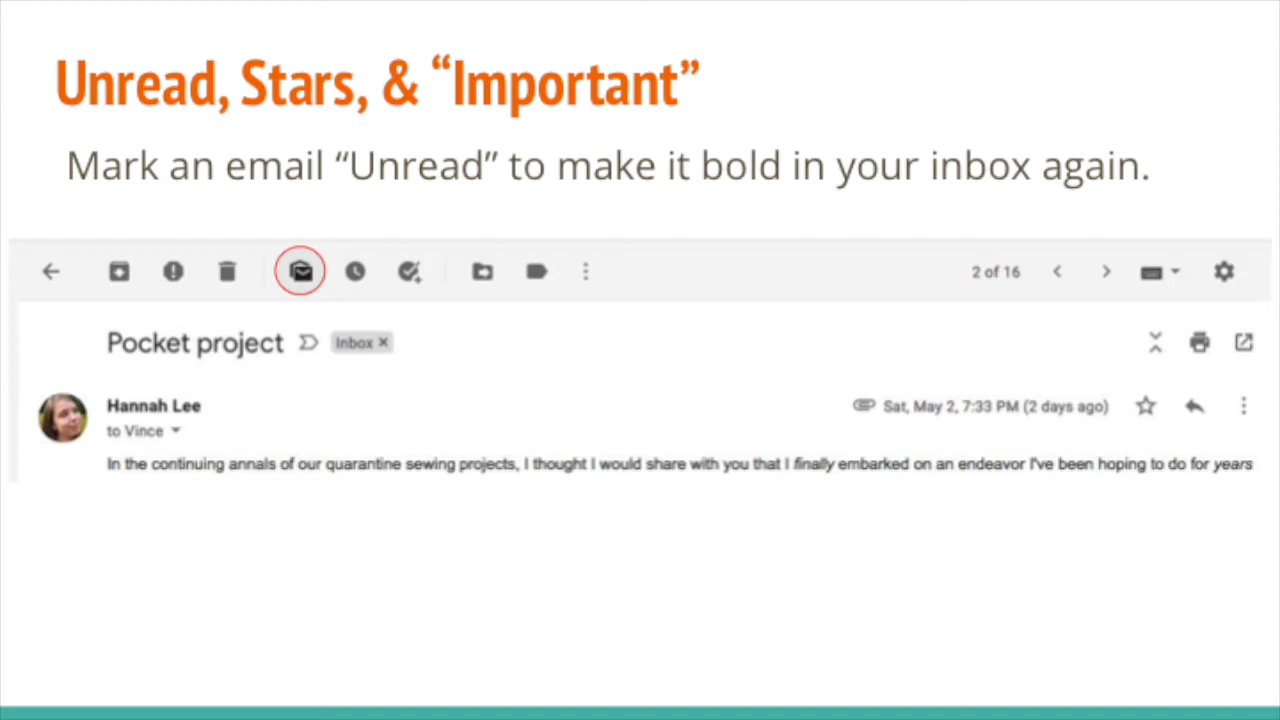 Unread, Stars, & “Important”
Mark an email “Unread” to make it bold in your inbox again.
2 of 16
Pocket project Inbox ×
Hannah Lee Sat, May 2, 7:33 PM (2 days ago)
to Vince
In the continuing annals of our quarantine sewing projects, I thought I would share with you that I finally embarked on an endeavor I've been hoping to do for years